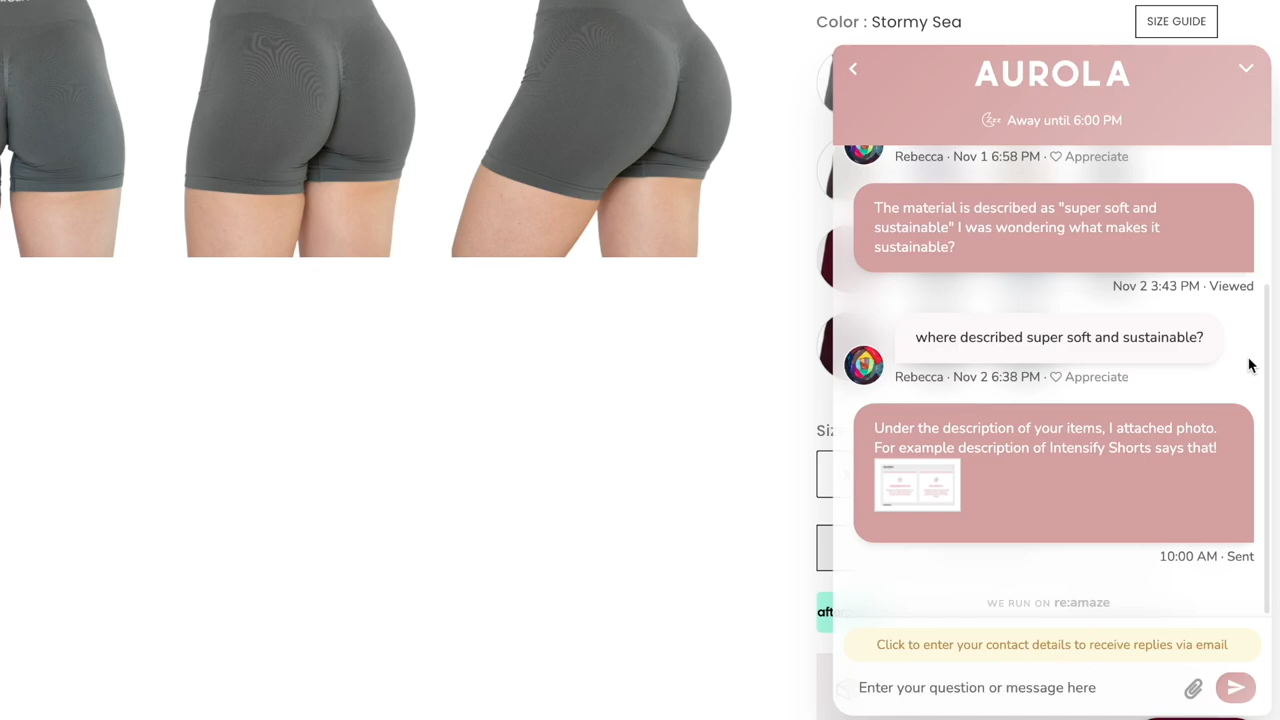 Color : Stormy Sea
SIZE GUIDE
AUROLA
Away until 6:00 PM
Rebecca · Nov 1 6:58 PM · ♡ Appreciate
The material is described as "super soft and
sustainable" I was wondering what makes it
sustainable?
Nov 2 3:43 PM · Viewed
where described super soft and sustainable?
Rebecca · Nov 2 6:38 PM · ♡ Appreciate
Under the description of your items, I attached photo.
For example description of Intensify Shorts says that!
10:00 AM · Sent
WE RUN ON re:amaze
Click to enter your contact details to receive replies via email
Enter your question or message here